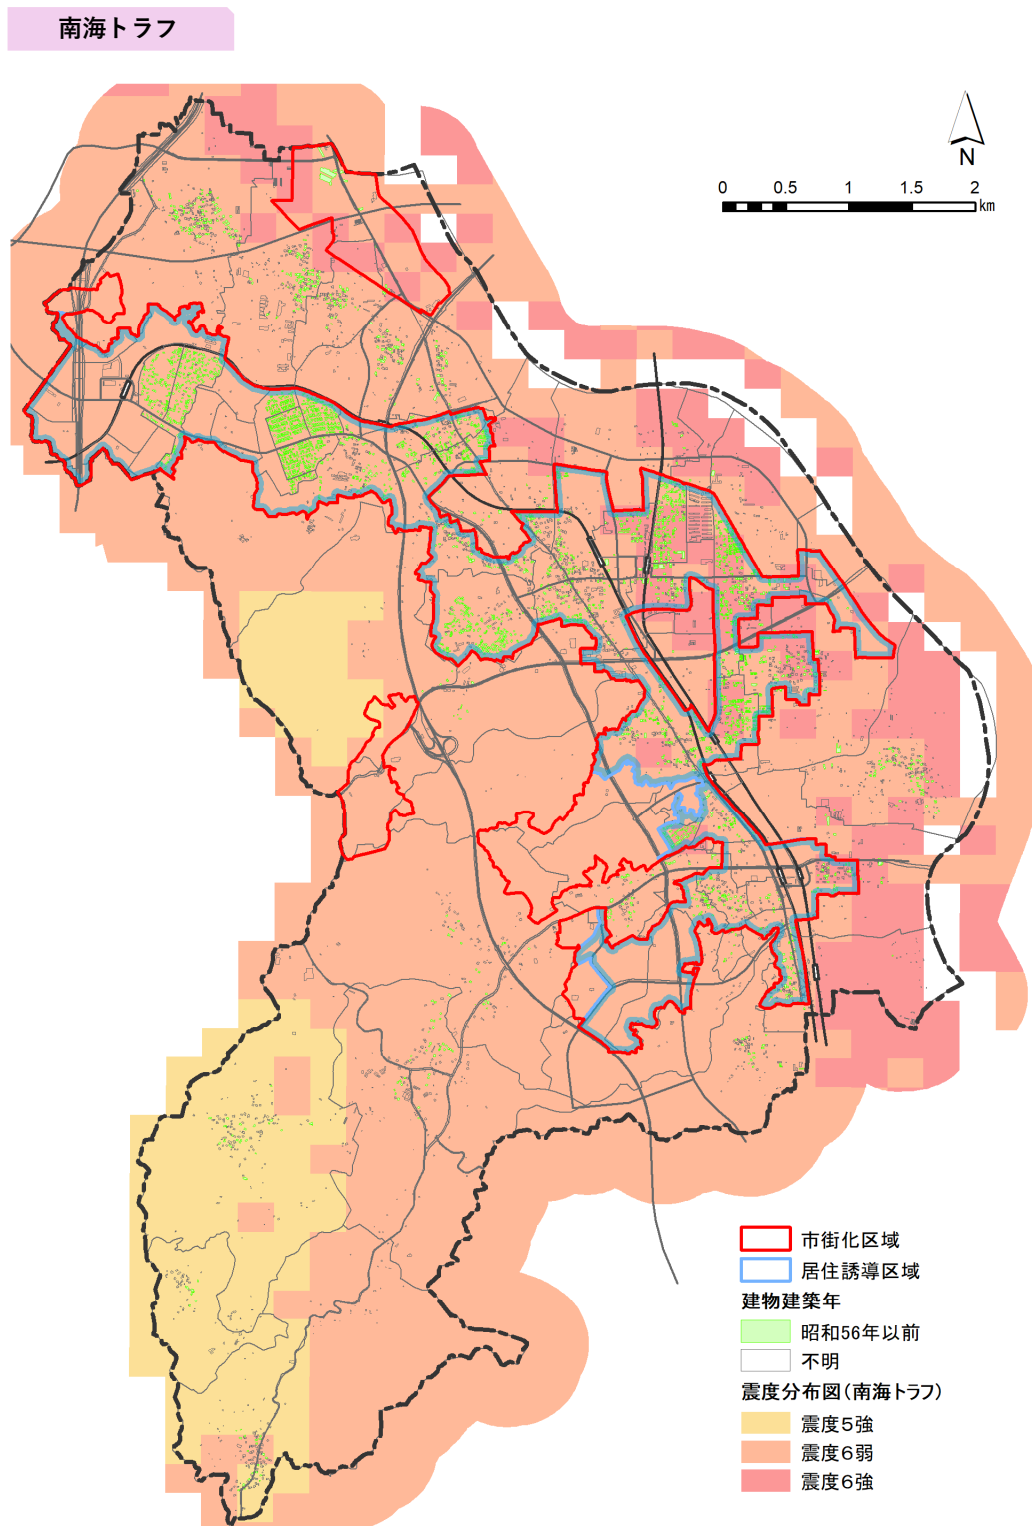 南海トラフ
N
0 0.5 1 1.5 2
km
市街化区域
居住誘導区域
建物建築年
昭和56年以前
不明
震度分布図(南海トラフ)
震度5強
震度6弱
震度6強